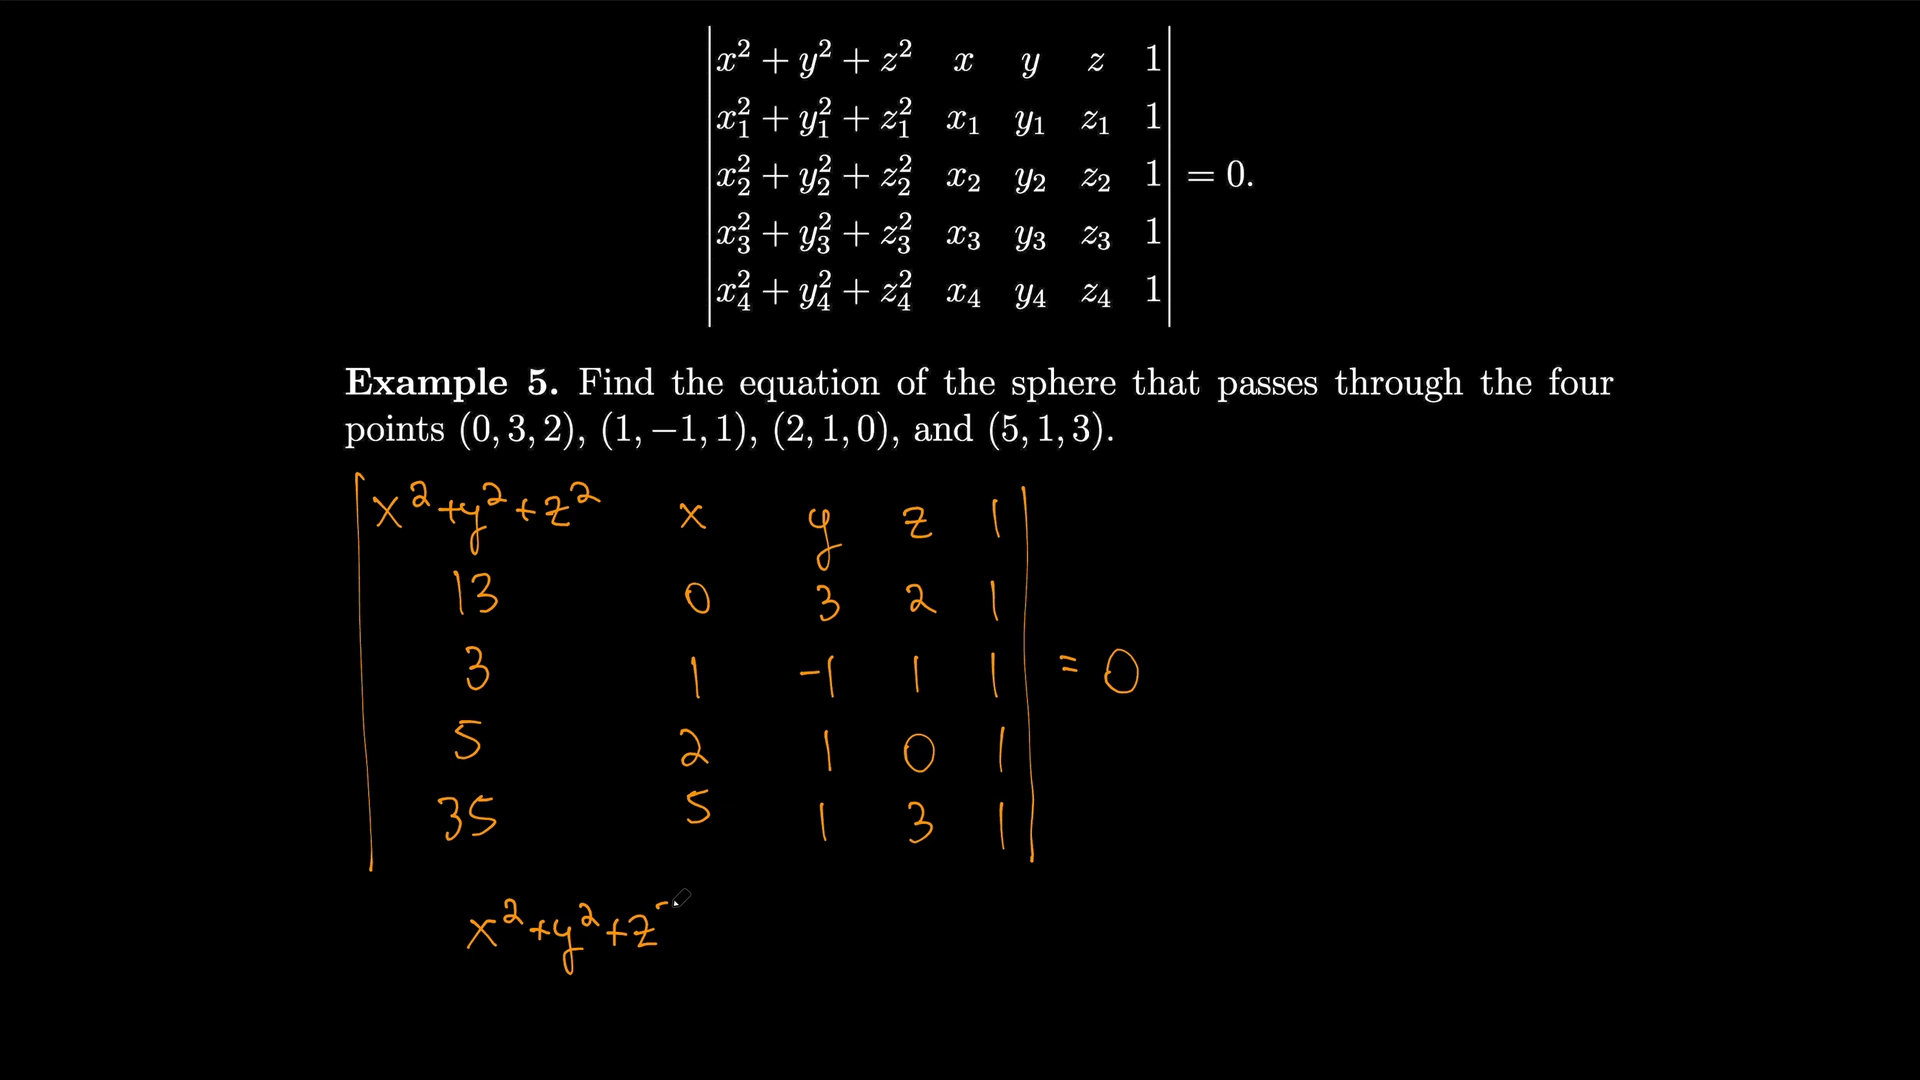 x² + y² + z² x y z 1
x₁² + y₁² + z₁² x₁ y₁ z₁ 1
x₂² + y₂² + z₂² x₂ y₂ z₂ 1 = 0.
x₃² + y₃² + z₃² x₃ y₃ z₃ 1
x₄² + y₄² + z₄² x₄ y₄ z₄ 1
Example 5. Find the equation of the sphere that passes through the four
points (0, 3, 2), (1, −1, 1), (2, 1, 0), and (5, 1, 3).
x²+y²+z² x y z 1
13 0 3 2 1
3 1 -1 1 1 = 0
5 2 1 0 1
35 5 1 3 1
x²+y²+z